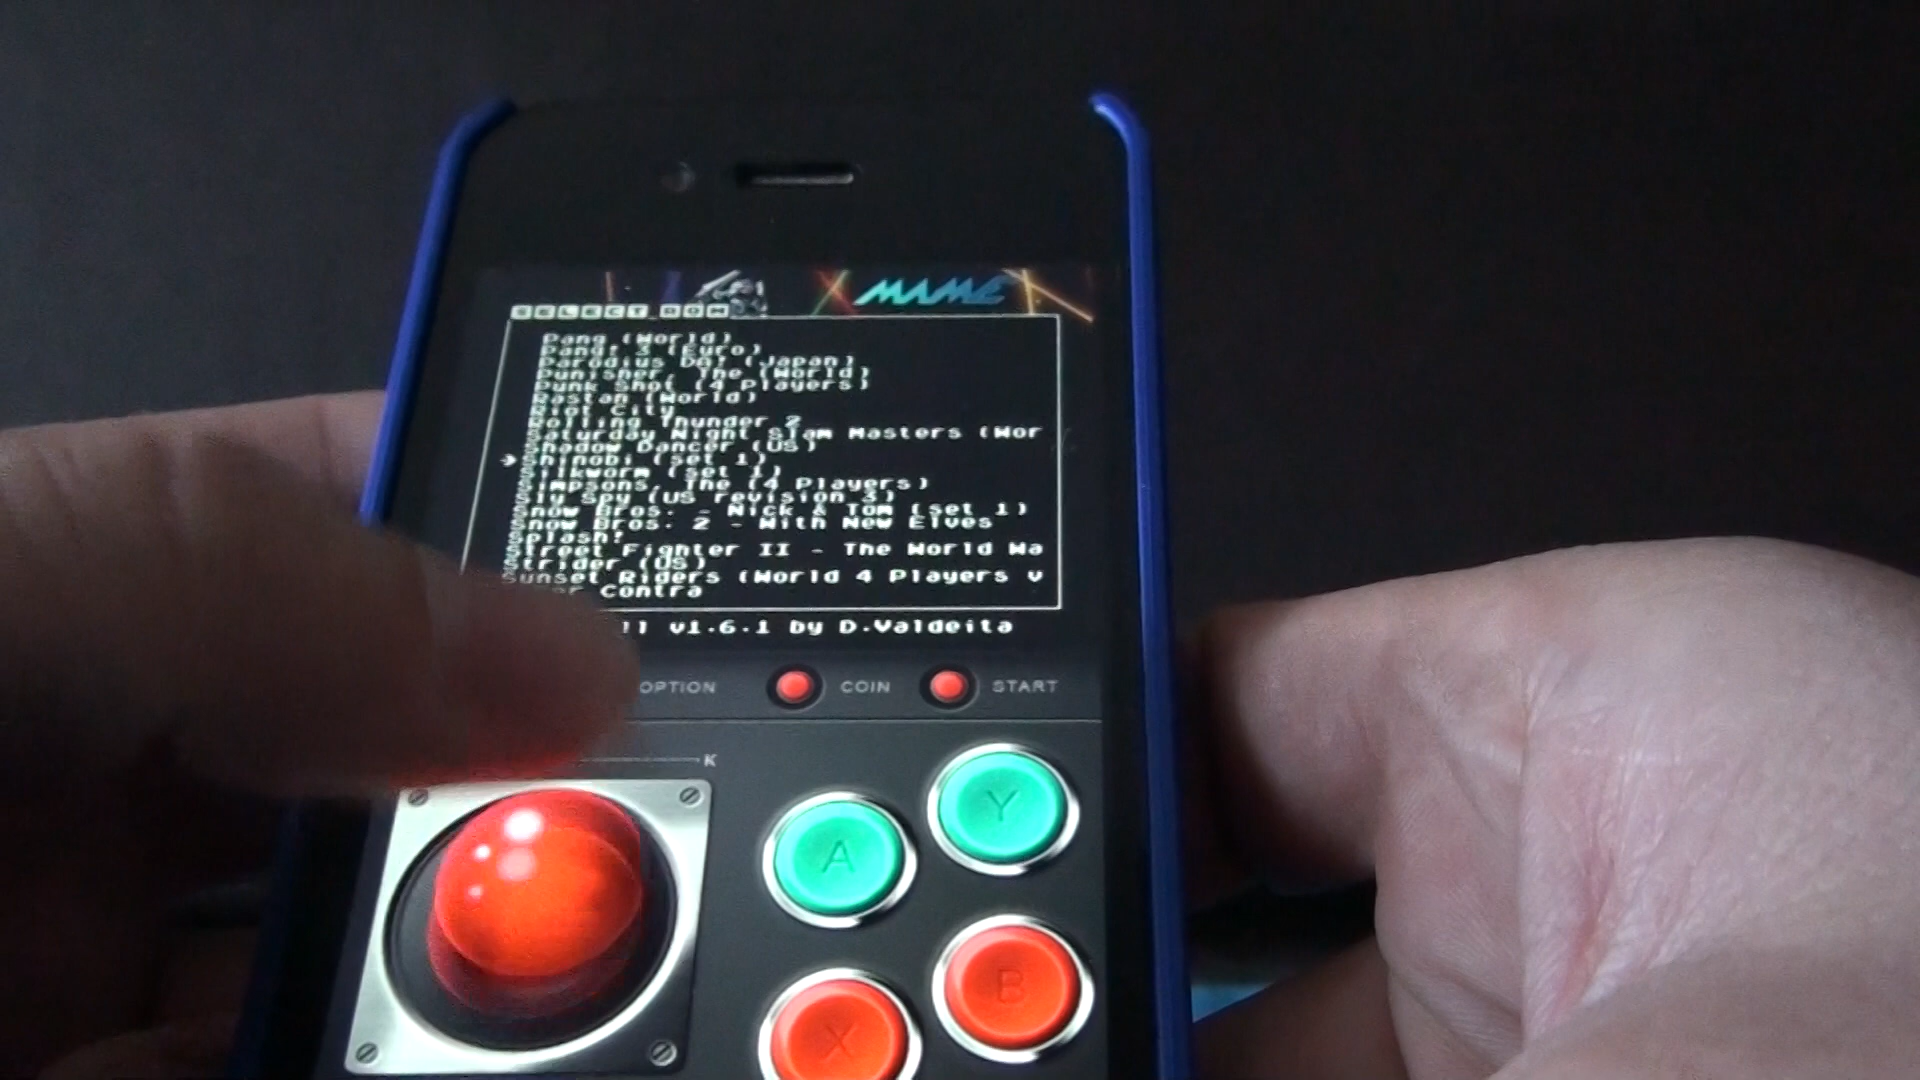 MAME
SELECT ROM
Pang (World)
Pang! 3 (Euro)
Parodius DA! (Japan)
Punisher, The (World)
Punk Shot (4 Players)
Rastan (World)
Riot City
Rolling Thunder 2
Saturday Night Slam Masters (Wor
Shadow Dancer (US)
Shinobi (set 1)
Silkworm (set 1)
Simpsons, The (4 Players)
Sly Spy (US revision 3)
Snow Bros. - Nick & Tom (set 1)
Snow Bros. 2 - With New Elves
Splash!
Street Fighter II - The World Wa
Strider (US)
Sunset Riders (World 4 Players v
Contra
v1.6.1 by D.Valdeita
OPTION COIN START
K
Y
A
B
X